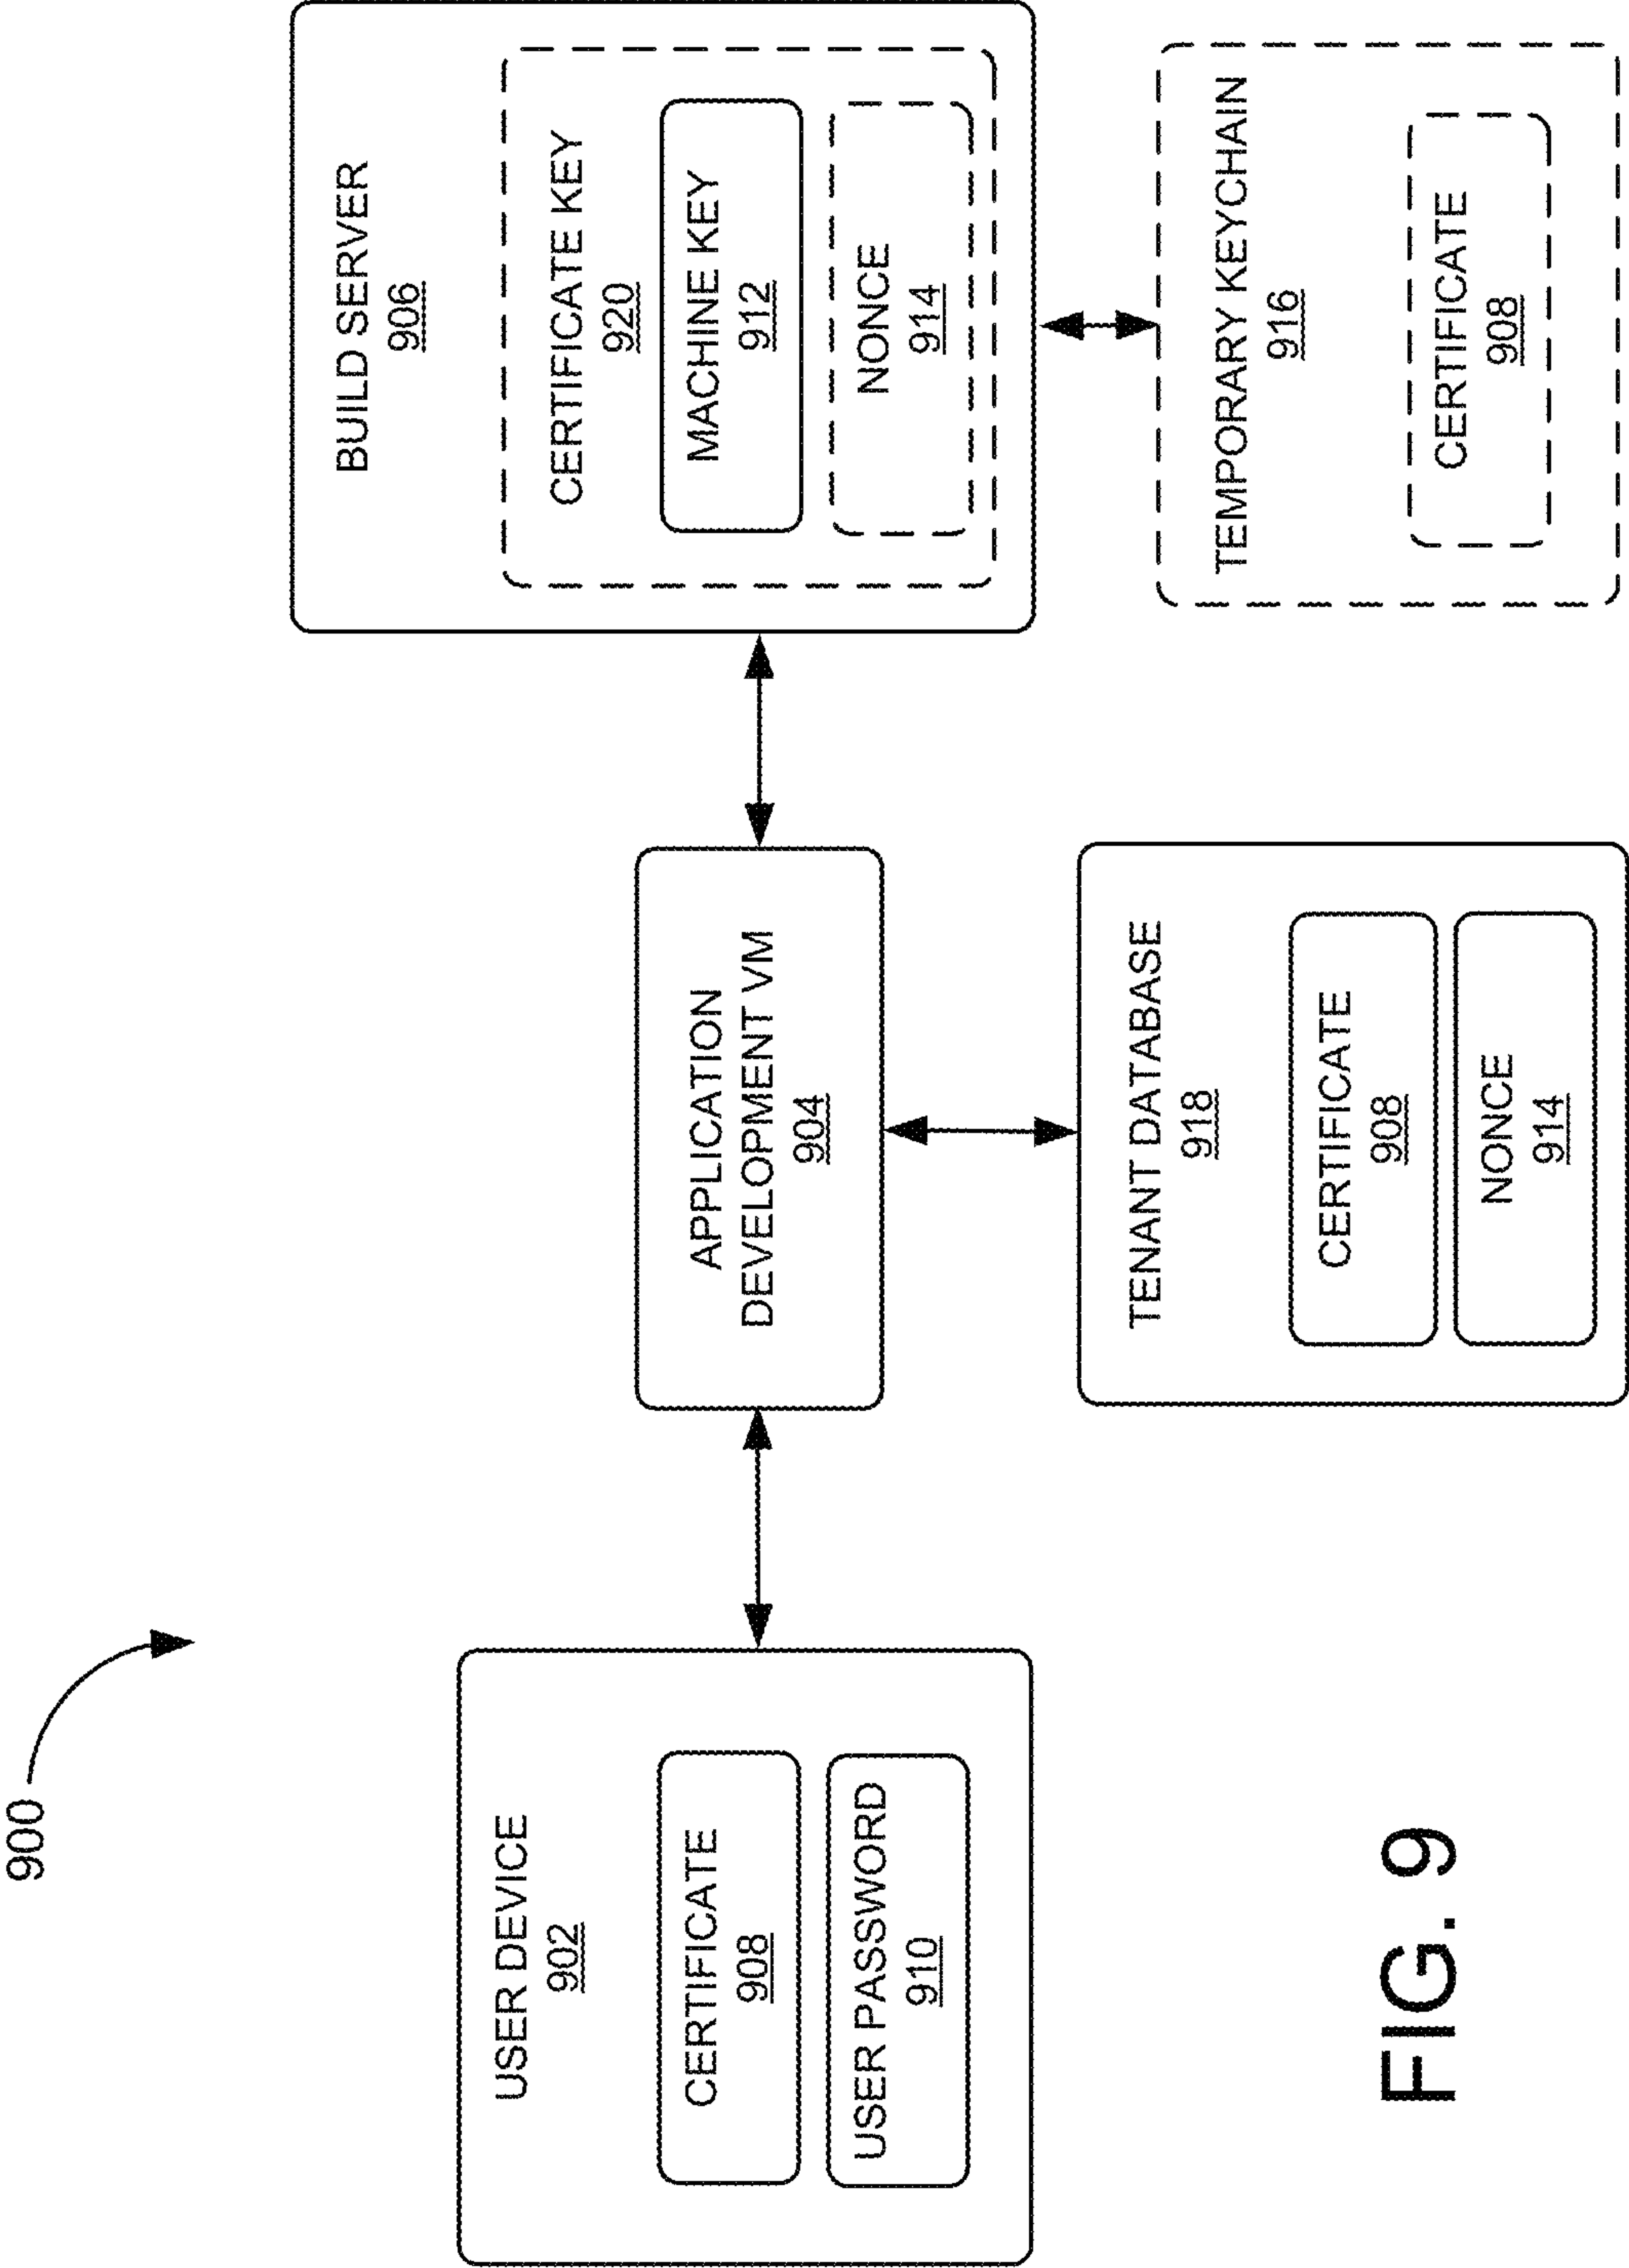 900
USER DEVICE
902
CERTIFICATE
908
USER PASSWORD
910
APPLICATION
DEVELOPMENT VM
904
TENANT DATABASE
918
CERTIFICATE
908
NONCE
914
BUILD SERVER
906
CERTIFICATE KEY
920
MACHINE KEY
912
NONCE
914
TEMPORARY KEYCHAIN
916
CERTIFICATE
908
FIG. 9